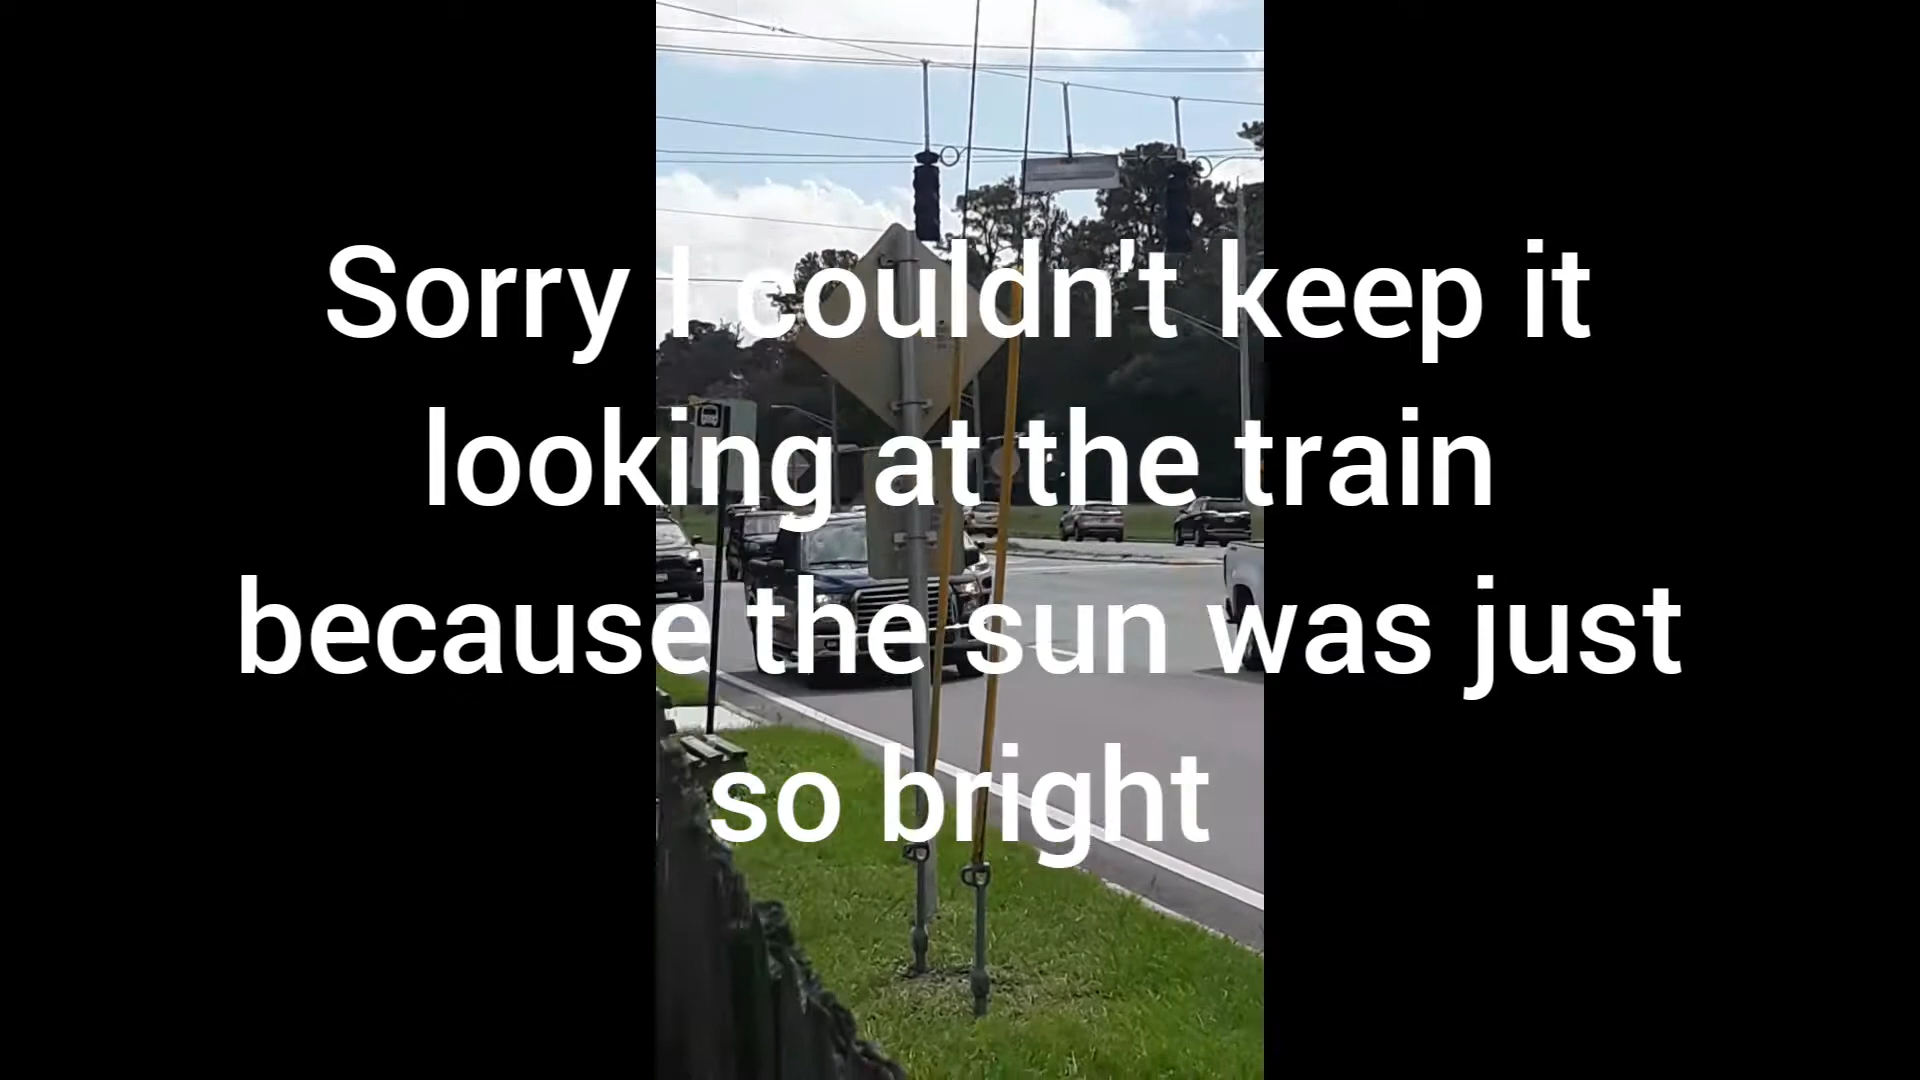 Sorry I couldn't keep it
looking at the train
because the sun was just
so bright